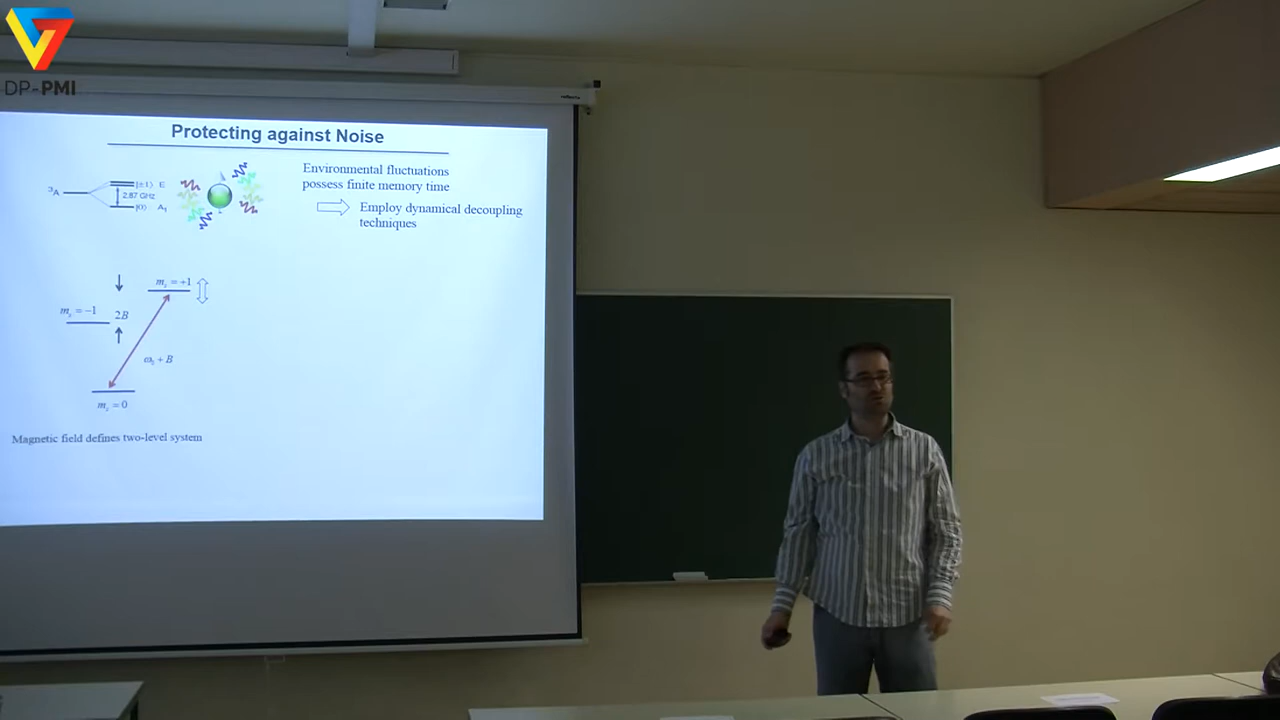 DP-PMI
Protecting against Noise
Environmental fluctuations
possess finite memory time
³A
|±1⟩ E
2.87 GHz
|0⟩ A₁
Employ dynamical decoupling
techniques
mₛ = +1
mₛ = −1
2B
+ B
mₛ = 0
Magnetic field defines two-level system